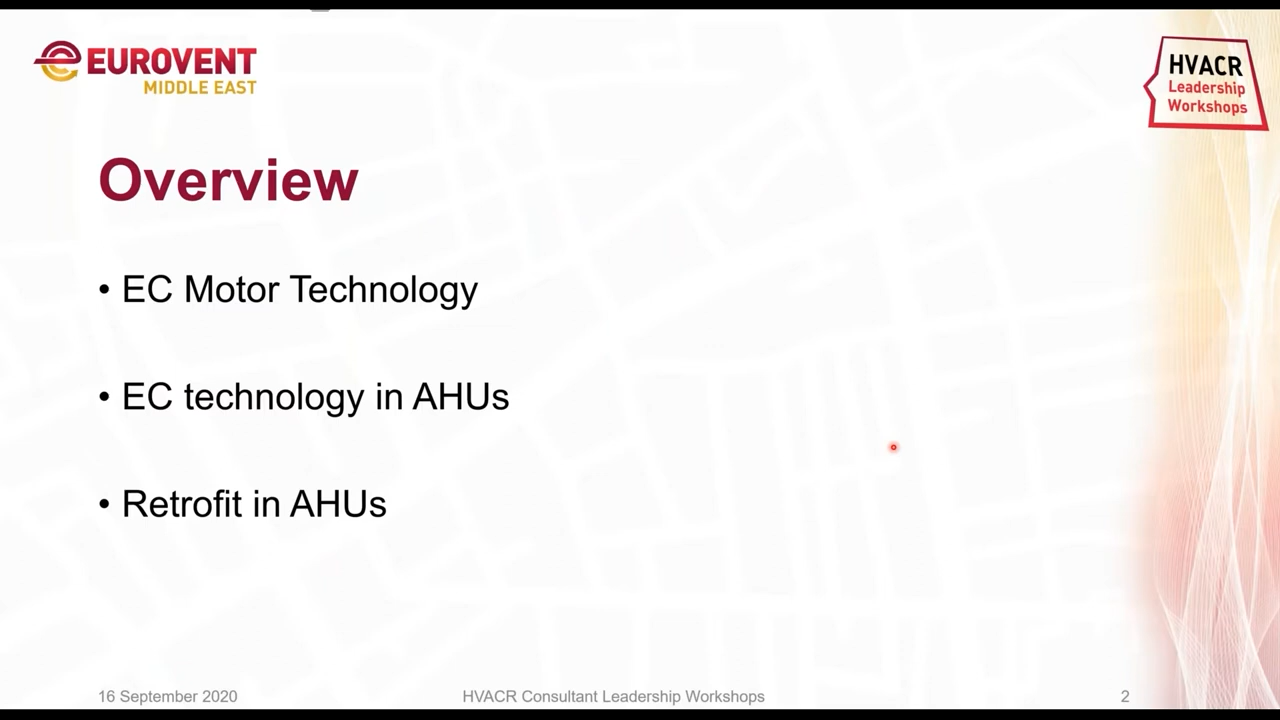 EUROVENT
MIDDLE EAST
HVACR
Leadership
Workshops
Overview
• EC Motor Technology
• EC technology in AHUs
• Retrofit in AHUs
16 September 2020
HVACR Consultant Leadership Workshops
2